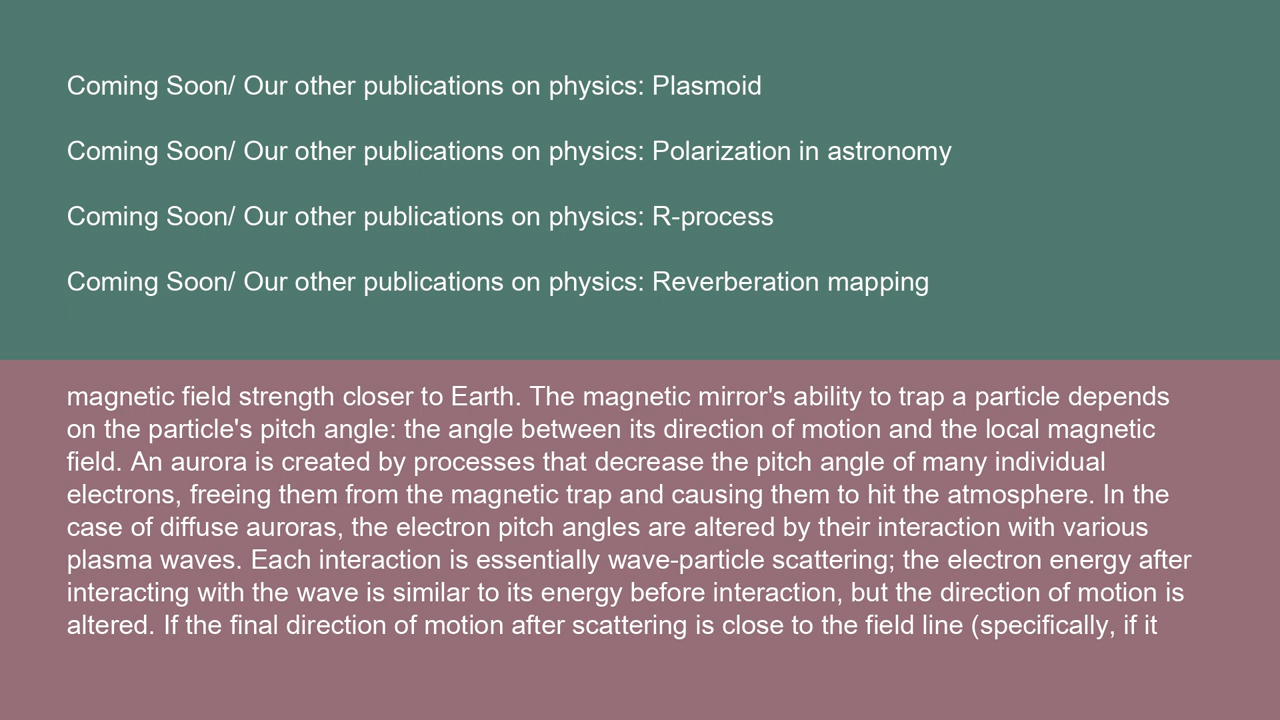 Coming Soon/ Our other publications on physics: Plasmoid
Coming Soon/ Our other publications on physics: Polarization in astronomy
Coming Soon/ Our other publications on physics: R-process
Coming Soon/ Our other publications on physics: Reverberation mapping
magnetic field strength closer to Earth. The magnetic mirror's ability to trap a particle depends
on the particle's pitch angle: the angle between its direction of motion and the local magnetic
field. An aurora is created by processes that decrease the pitch angle of many individual
electrons, freeing them from the magnetic trap and causing them to hit the atmosphere. In the
case of diffuse auroras, the electron pitch angles are altered by their interaction with various
plasma waves. Each interaction is essentially wave-particle scattering; the electron energy after
interacting with the wave is similar to its energy before interaction, but the direction of motion is
altered. If the final direction of motion after scattering is close to the field line (specifically, if it